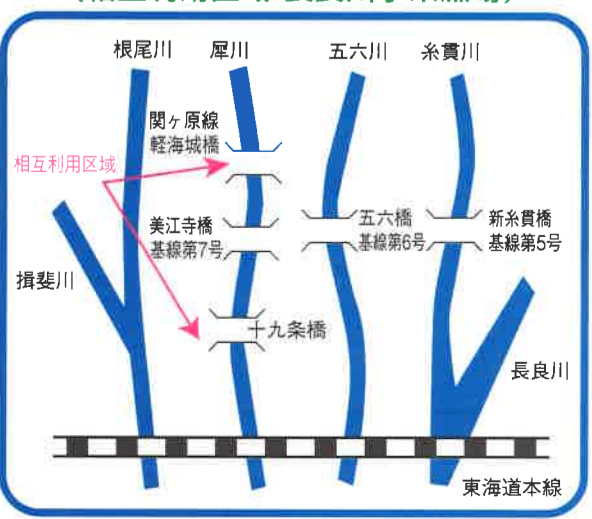 根尾川
犀川
五六川
糸貫川
関ヶ原線
軽海城橋
相互利用区域
美江寺橋
基線第7号
五六橋
基線第6号
新糸貫橋
基線第5号
揖斐川
十九条橋
長良川
東海道本線